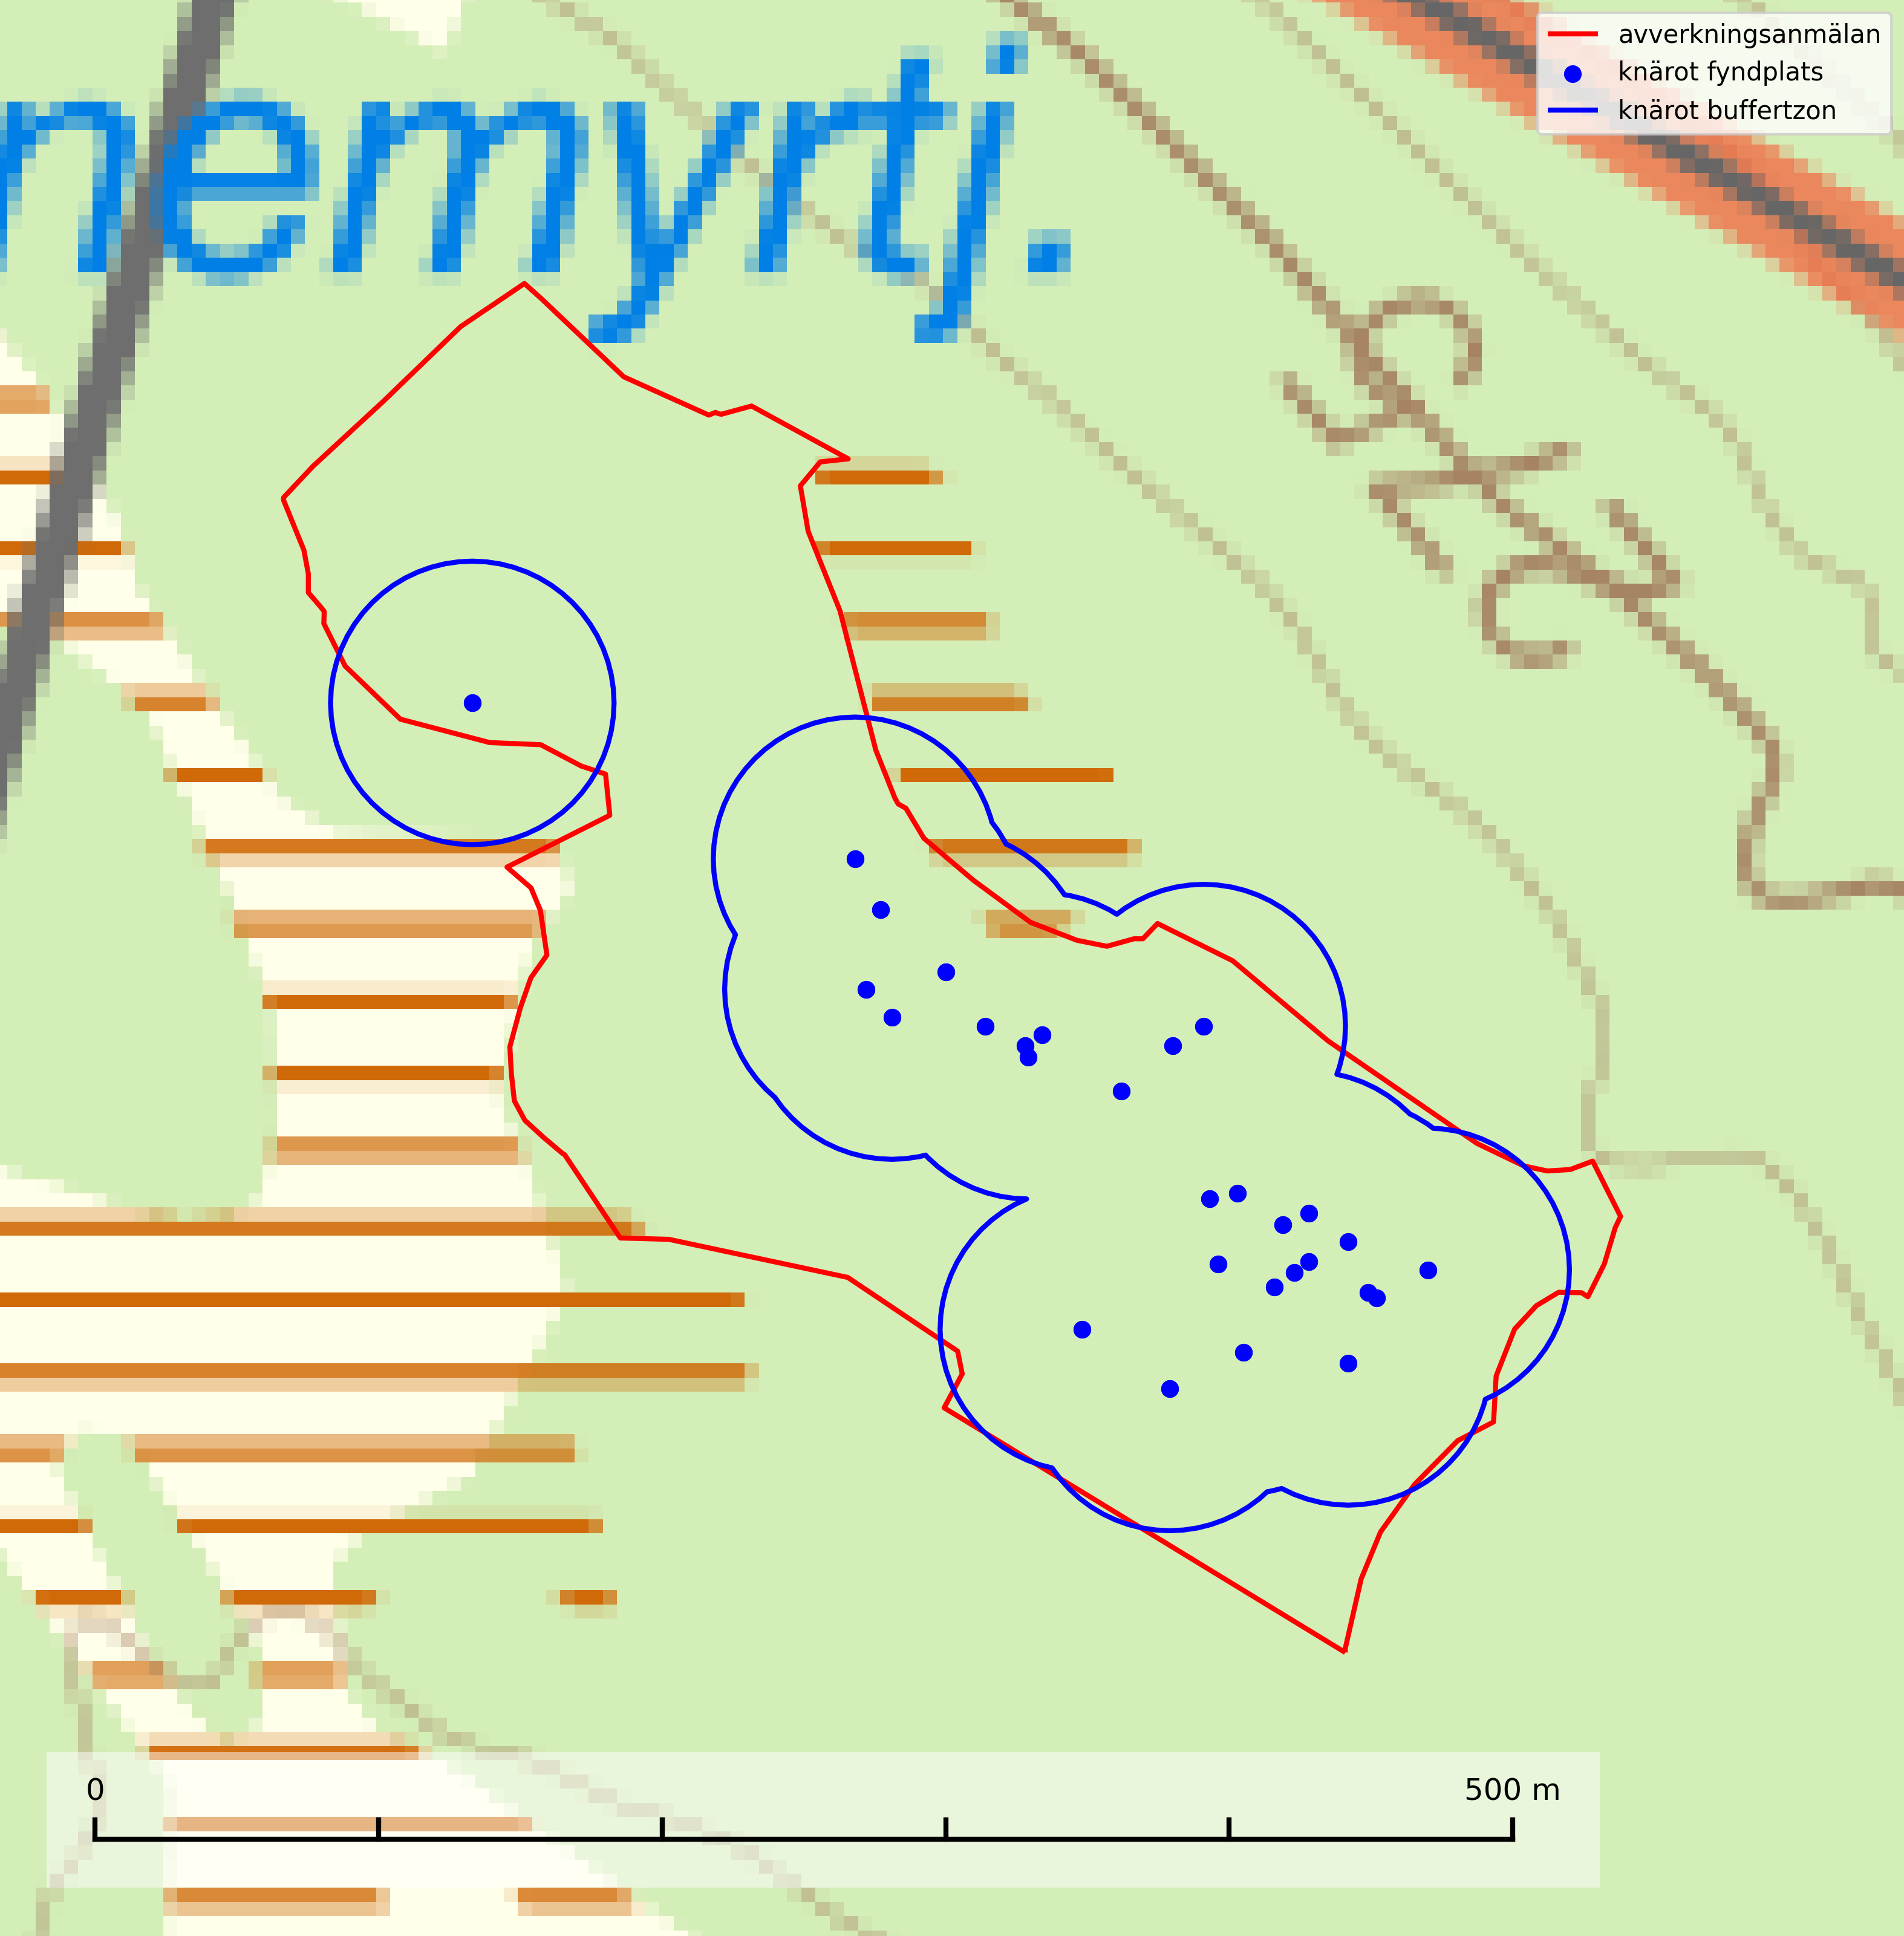 avverkningsanmälan
knärot fyndplats
knärot buffertzon
nemyrtj.
0 500 m